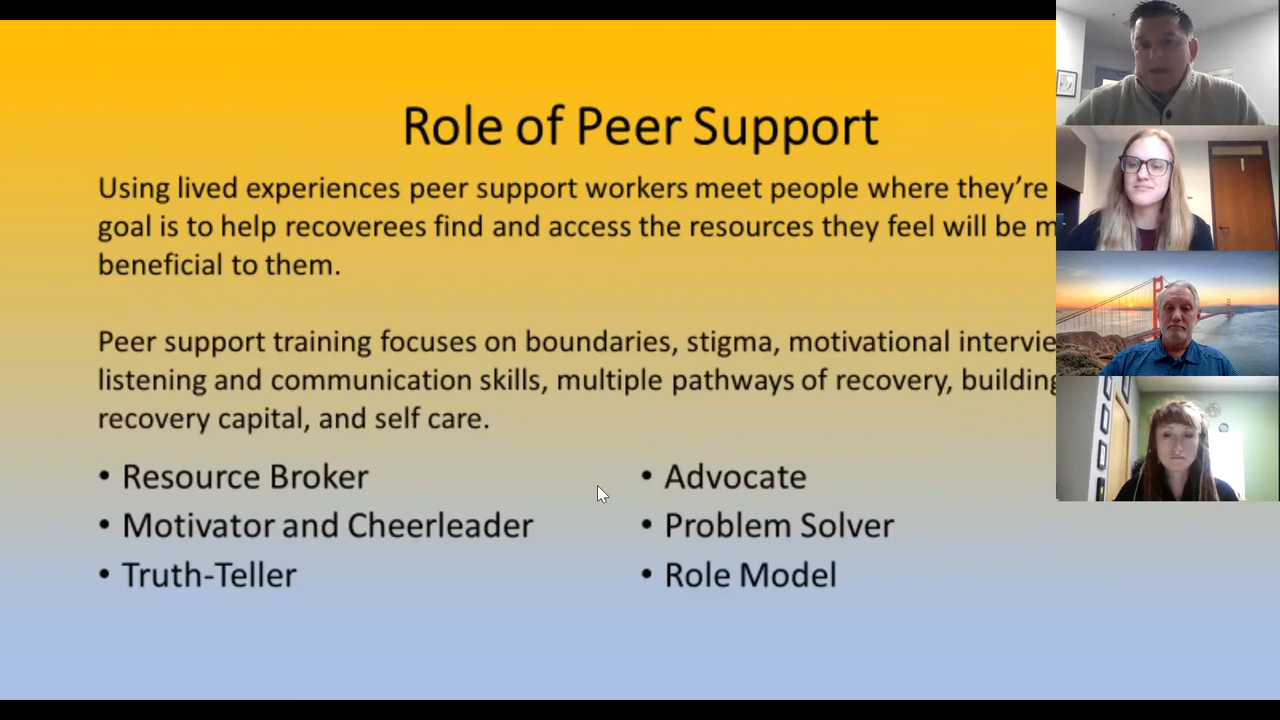 Role of Peer Support
Using lived experiences peer support workers meet people where they're
goal is to help recoverees find and access the resources they feel will be
beneficial to them.
Peer support training focuses on boundaries, stigma, motivational
listening and communication skills, multiple pathways of recovery, building
recovery capital, and self care.
• Resource Broker
• Motivator and Cheerleader
• Truth-Teller
• Advocate
• Problem Solver
• Role Model